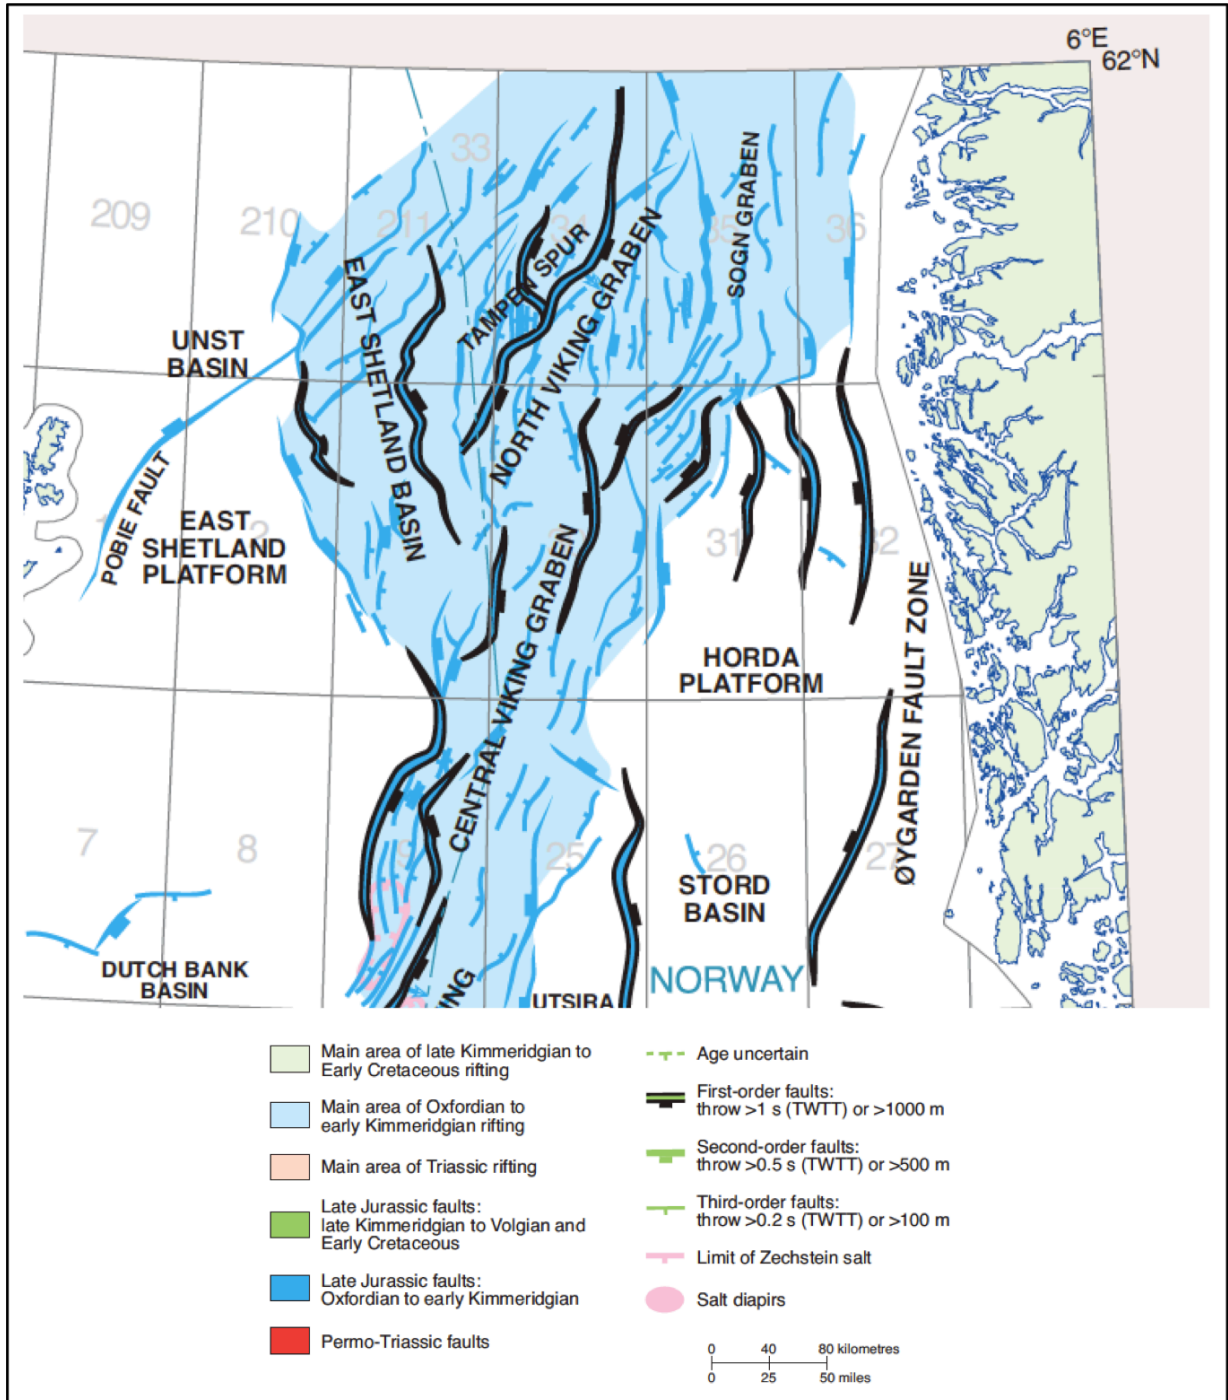 6°E
62°N
33
209
210
211
34
35
36
SOGN GRABEN
TAMPEN SPUR
NORTH VIKING GRABEN
EAST SHETLAND BASIN
UNST
BASIN
POBIE FAULT
EAST
SHETLAND
PLATFORM
1
2
31
32
CENTRAL VIKING GRABEN
HORDA
PLATFORM
ØYGARDEN FAULT ZONE
7
8
9
25
26
27
STORD
BASIN
DUTCH BANK
BASIN
NORWAY
UTSIRA
Main area of late Kimmeridgian to
Early Cretaceous rifting
Main area of Oxfordian to
early Kimmeridgian rifting
Main area of Triassic rifting
Late Jurassic faults:
late Kimmeridgian to Volgian and
Early Cretaceous
Late Jurassic faults:
Oxfordian to early Kimmeridgian
Permo-Triassic faults
Age uncertain
First-order faults:
throw >1 s (TWTT) or >1000 m
Second-order faults:
throw >0.5 s (TWTT) or >500 m
Third-order faults:
throw >0.2 s (TWTT) or >100 m
Limit of Zechstein salt
Salt diapirs
0 40 80 kilometres
0 25 50 miles